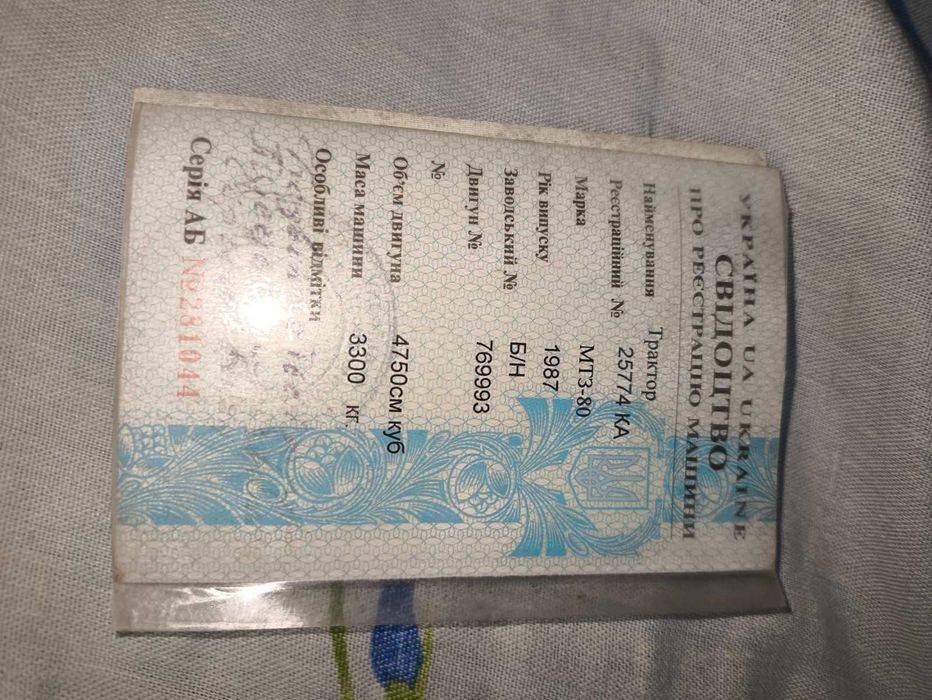 УКРАЇНА UA UKRAINE
СВІДОЦТВО
ПРО РЕЄСТРАЦІЮ МАШИНИ
Найменування Трактор
Реєстраційний № 25774 КА
Марка МТЗ-80
Рік випуску 1987
Заводський № Б/Н
Двигун № 769993
№
Об'єм двигуна 4750см куб
Маса машини 3300 кг.
Особливі відмітки
Серія АБ №281044